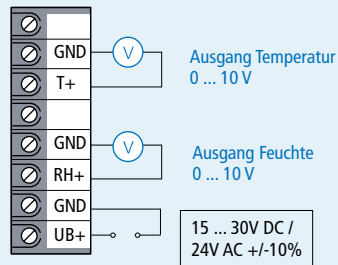 GND
V
Ausgang Temperatur
T+
0 ... 10 V
GND
V
Ausgang Feuchte
RH+
0 ... 10 V
GND
UB+
15 ... 30V DC /
24V AC +/-10%